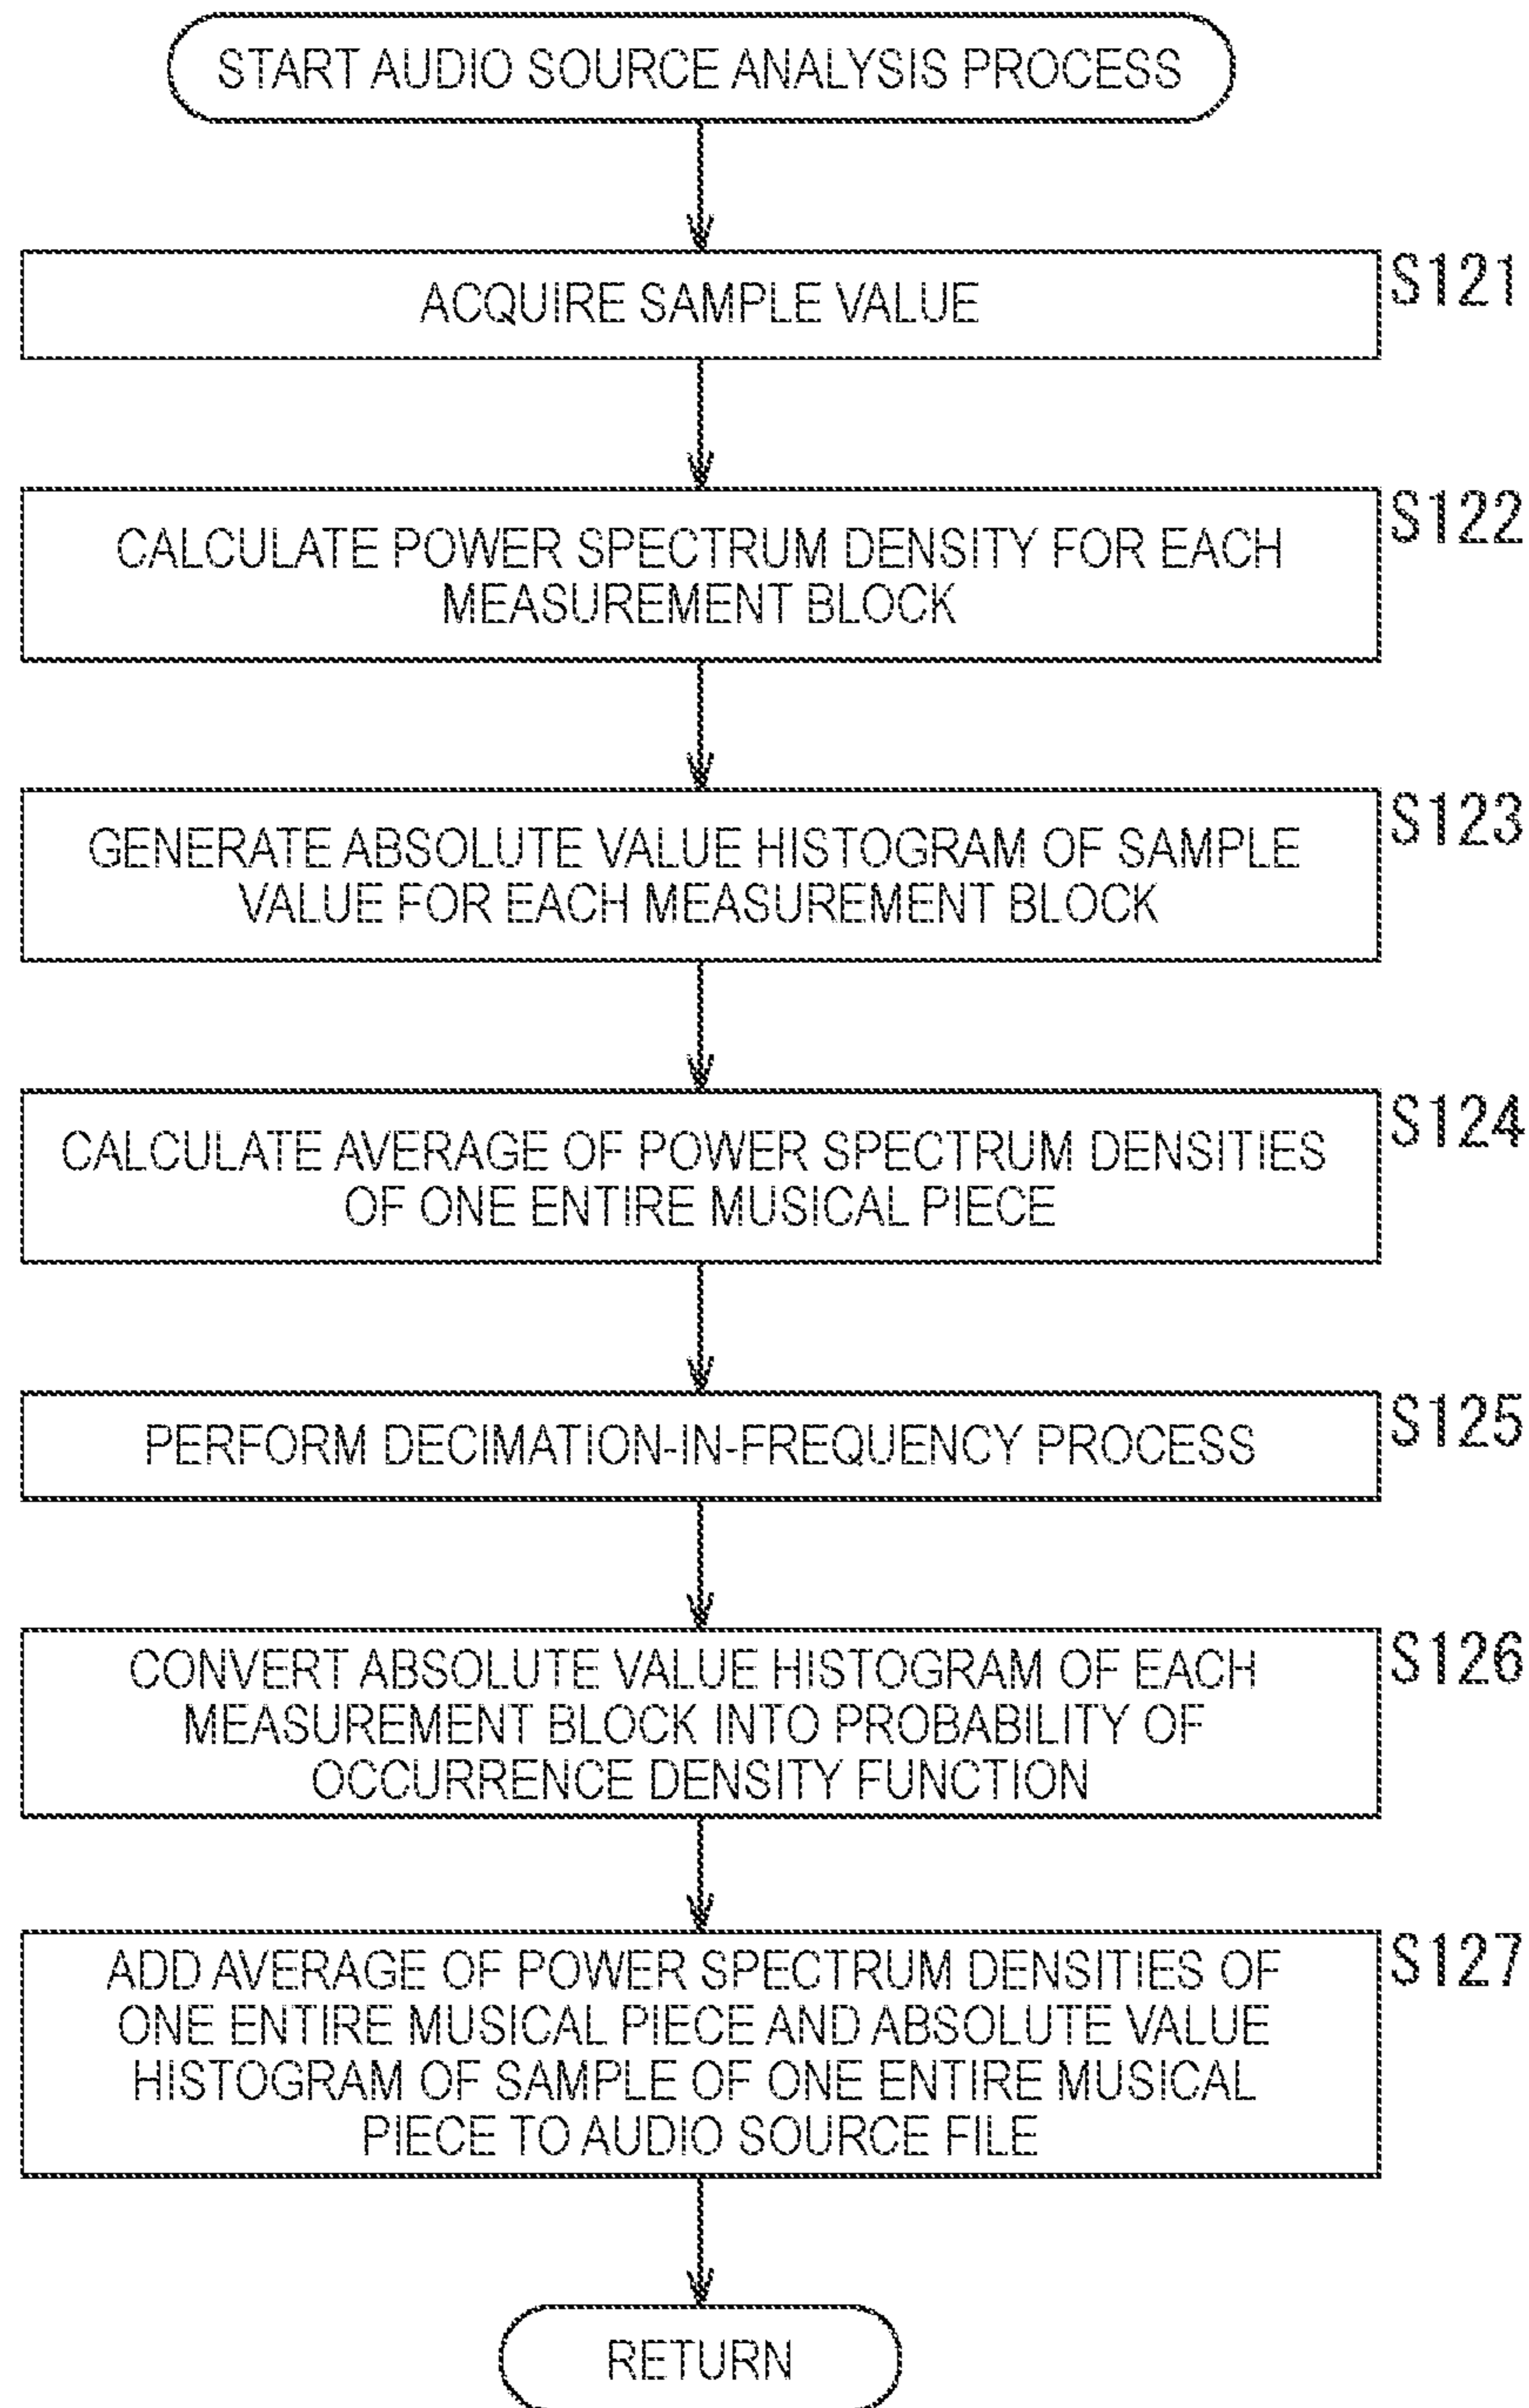 START AUDIO SOURCE ANALYSIS PROCESS
S121
ACQUIRE SAMPLE VALUE
S122
CALCULATE POWER SPECTRUM DENSITY FOR EACH
MEASUREMENT BLOCK
S123
GENERATE ABSOLUTE VALUE HISTOGRAM OF SAMPLE
VALUE FOR EACH MEASUREMENT BLOCK
S124
CALCULATE AVERAGE OF POWER SPECTRUM DENSITIES
OF ONE ENTIRE MUSICAL PIECE
S125
PERFORM DECIMATION-IN-FREQUENCY PROCESS
S126
CONVERT ABSOLUTE VALUE HISTOGRAM OF EACH
MEASUREMENT BLOCK INTO PROBABILITY OF
OCCURRENCE DENSITY FUNCTION
S127
ADD AVERAGE OF POWER SPECTRUM DENSITIES OF
ONE ENTIRE MUSICAL PIECE AND ABSOLUTE VALUE
HISTOGRAM OF SAMPLE OF ONE ENTIRE MUSICAL
PIECE TO AUDIO SOURCE FILE
RETURN